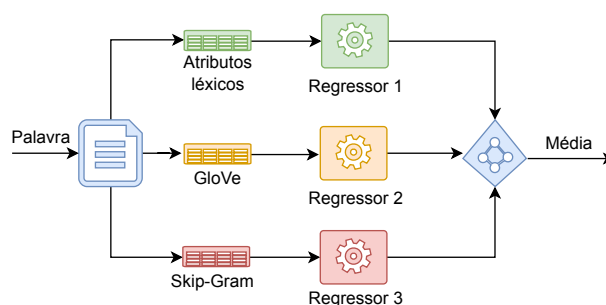 Atributos
léxicos
Regressor 1
Palavra
GloVe
Regressor 2
Média
Skip-Gram
Regressor 3